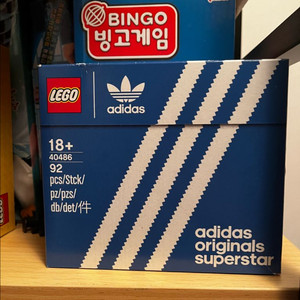 BINGO
빙고게임
LEGO
adidas
18+
40486
92
pcs/Stck/
pz/pzs/
db/det/件
adidas
originals
superstar